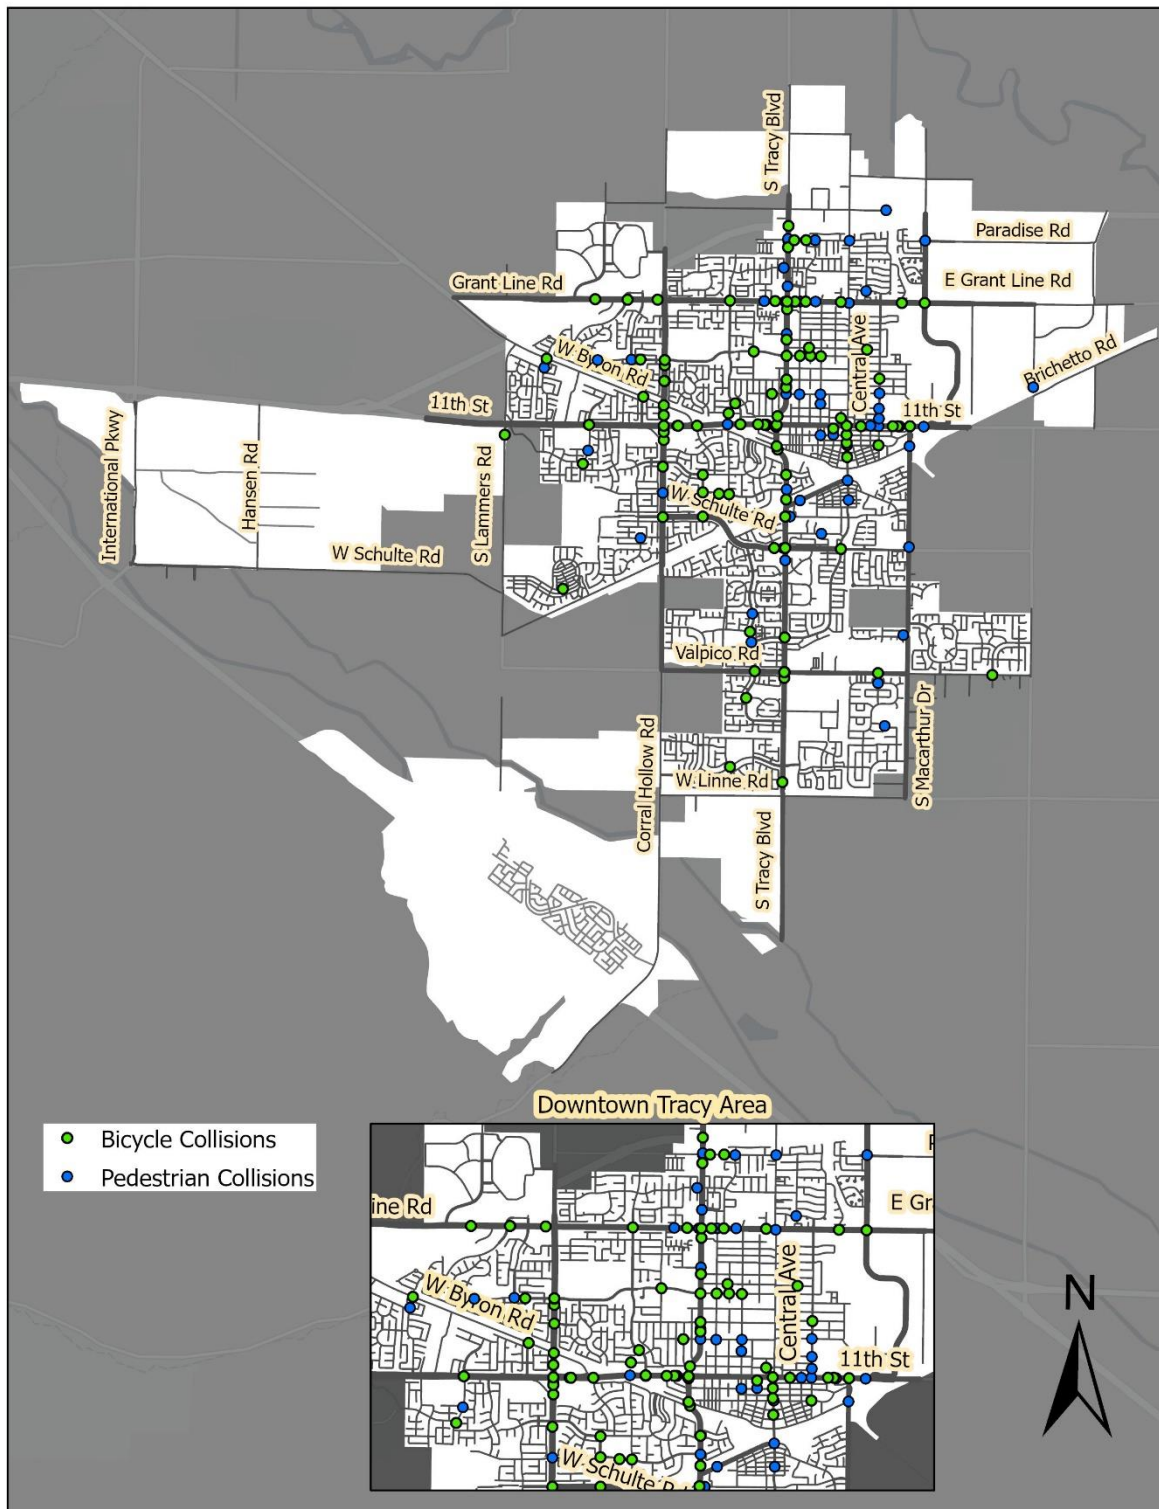 S Tracy Blvd
Paradise Rd
Grant Line Rd
E Grant Line Rd
W Byron Rd
Central Ave
Brichetto Rd
11th St
11th St
International Pkwy
Hansen Rd
S Lammers Rd
W Schulte Rd
W Schulte Rd
Valpico Rd
Corral Hollow Rd
W Linne Rd
S Macarthur Dr
S Tracy Blvd
Downtown Tracy Area
Bicycle Collisions
Pedestrian Collisions
ine Rd
E Gr
W Byron Rd
Central Ave
11th St
W Schulte Rd
N